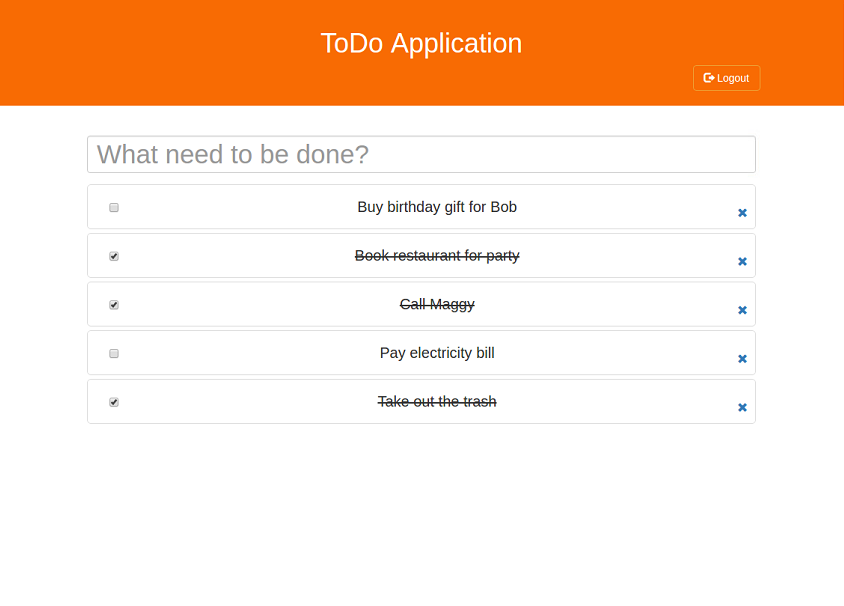 ToDo Application
Logout
What need to be done?
Buy birthday gift for Bob
Book restaurant for party
Call Maggy
Pay electricity bill
Take out the trash